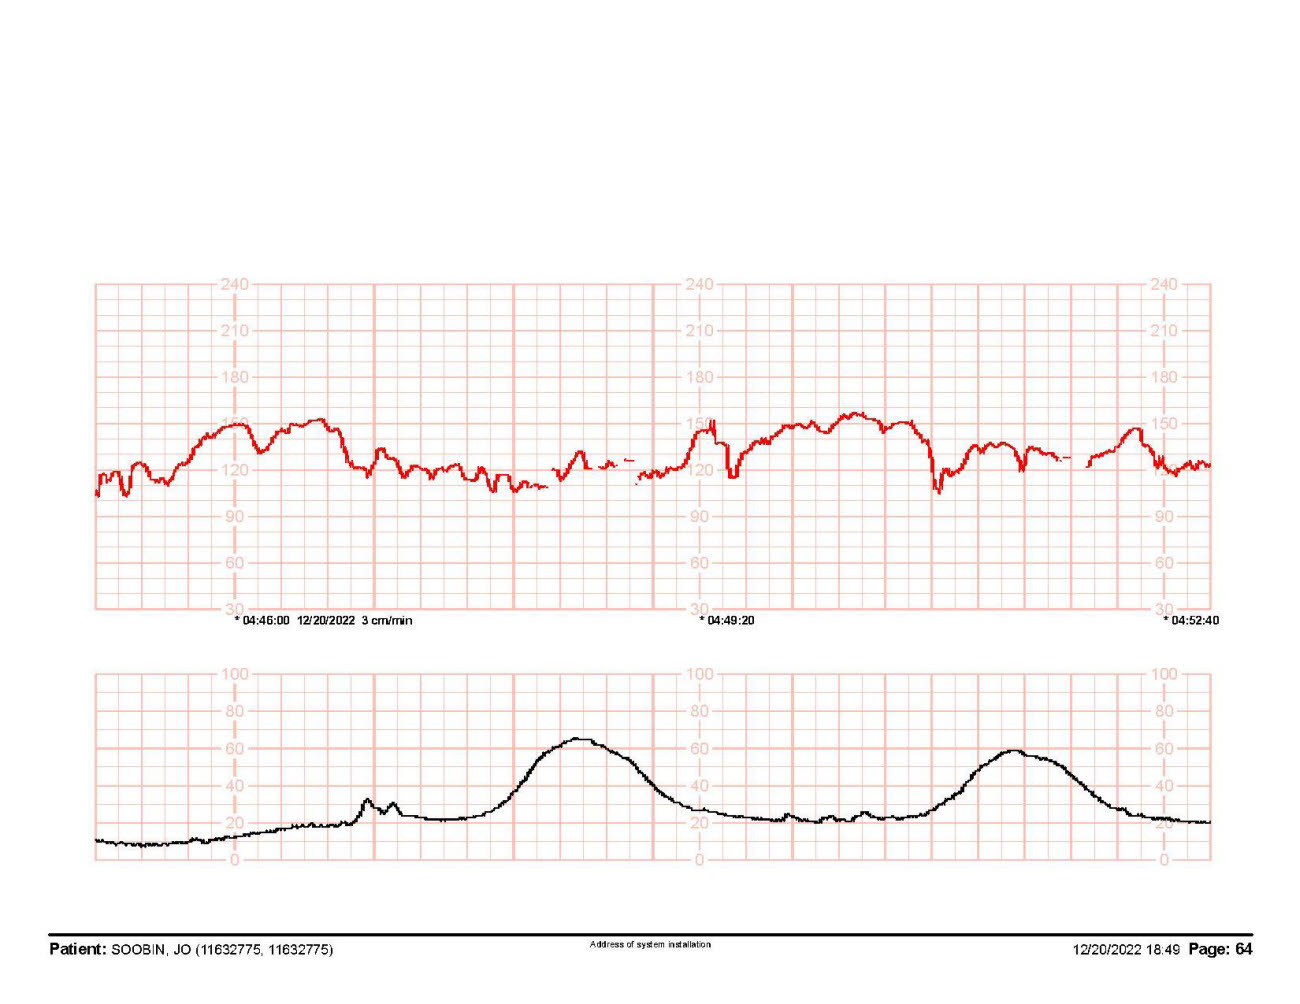 240 240 240
210 210 210
180 180 180
150 150 150
120 120 120
90 90 90
60 60 60
30 30 30
* 04:46:00 12/20/2022 3 cm/min * 04:49:20 * 04:52:40
100 100 100
80 80 80
60 60 60
40 40 40
20 20 20
0 0 0
Patient: SOOBIN, JO (11632775, 11632775) Address of system installation 12/20/2022 18:49 Page: 64